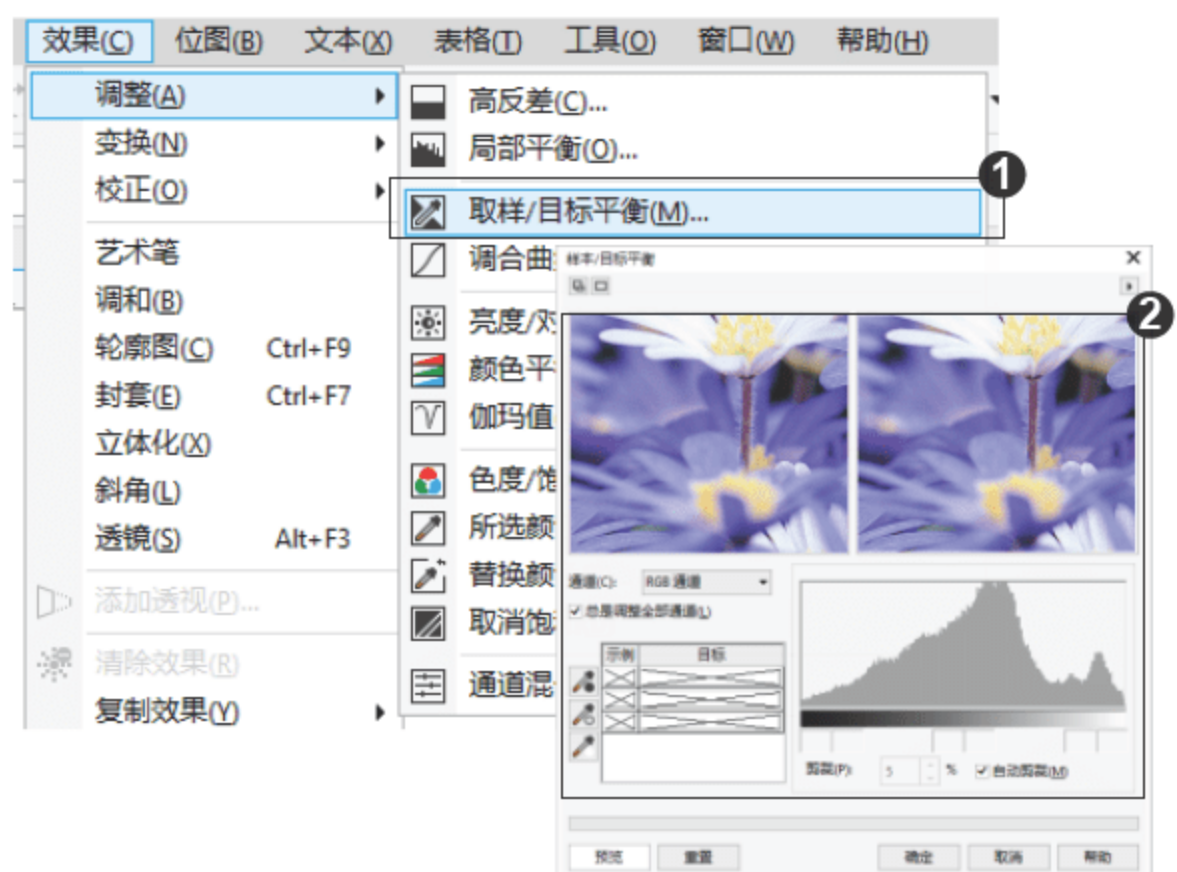 效果(C) 位图(B) 文本(X) 表格(T) 工具(O) 窗口(W) 帮助(H)
调整(A)
变换(N)
校正(O)
艺术笔
调和(B)
轮廓图(C) Ctrl+F9
封套(E) Ctrl+F7
立体化(X)
斜角(L)
透镜(S) Alt+F3
添加透视(P)...
清除效果(R)
复制效果(Y)
高反差(C)...
局部平衡(O)...
取样/目标平衡(M)...
调合曲
亮度/对
颜色平
伽玛值
色度/饱
所选颜
替换颜
取消饱
通道混
1
样本/目标平衡
2
通道(C): RGB 通道
总是调整全部通道(L)
示例 目标
剪裁(P): 5 % 自动剪裁(M)
预览 重置 确定 取消 帮助